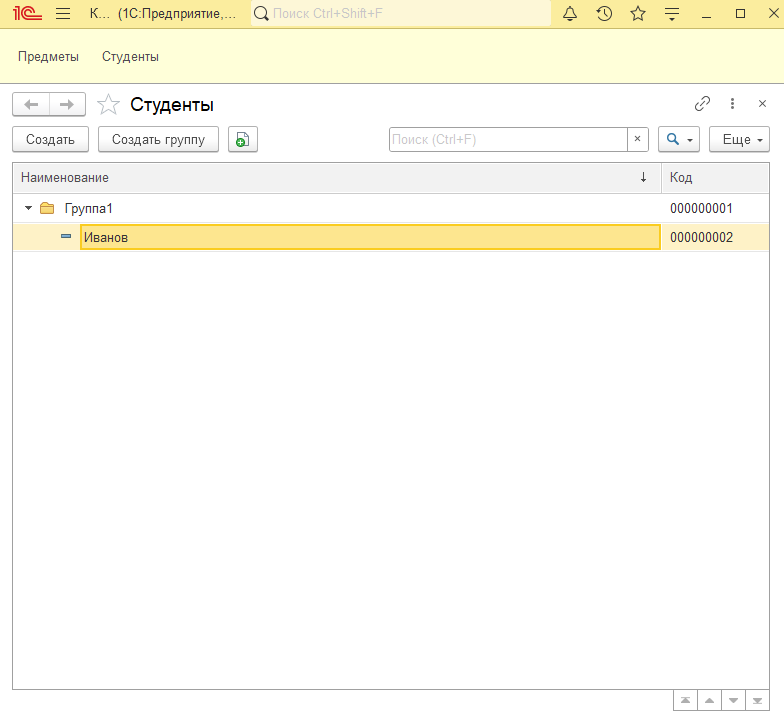 1С К... (1С:Предприятие,... Поиск Ctrl+Shift+F
Предметы Студенты
Студенты
Создать Создать группу Поиск (Ctrl+F) × Еще
Наименование ↓ Код
Группа1 000000001
Иванов 000000002